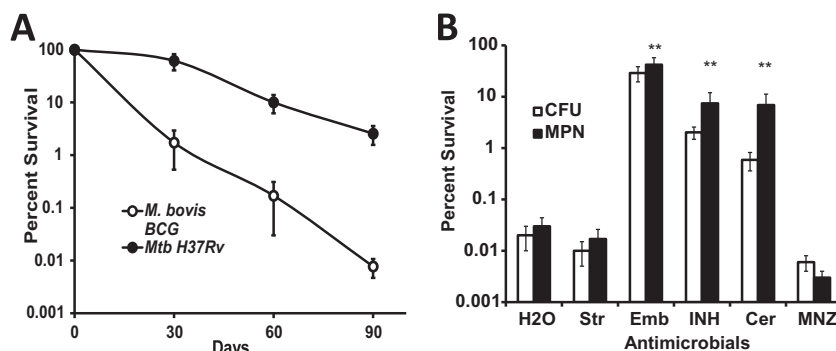 A
Percent Survival
100
10
1
0.1
0.01
0.001
M. bovis
BCG
Mtb H37Rv
0 30 60 90
Days
B
Percent Survival
100
10
1
0.1
0.01
0.001
CFU
MPN
** ** **
H2O Str Emb INH Cer MNZ
Antimicrobials